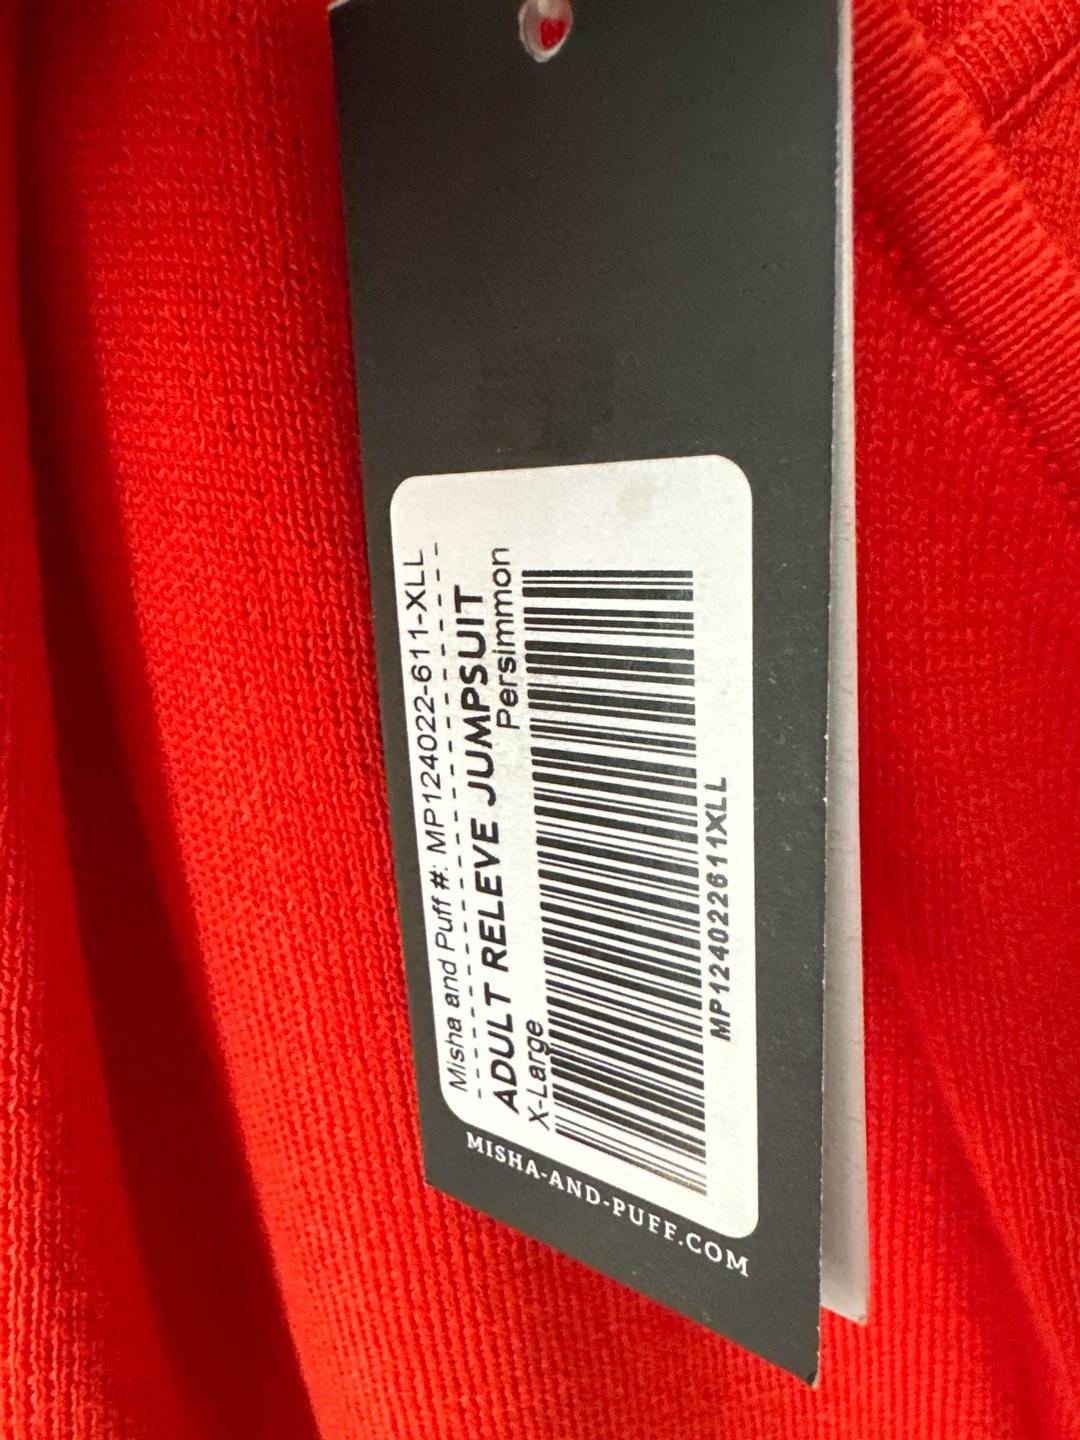 Misha and Puff #: MP124022-611-XLL
ADULT RELEVE JUMPSUIT
Persimmon
X-Large
MP124022611XLL
MISHA-AND-PUFF.COM